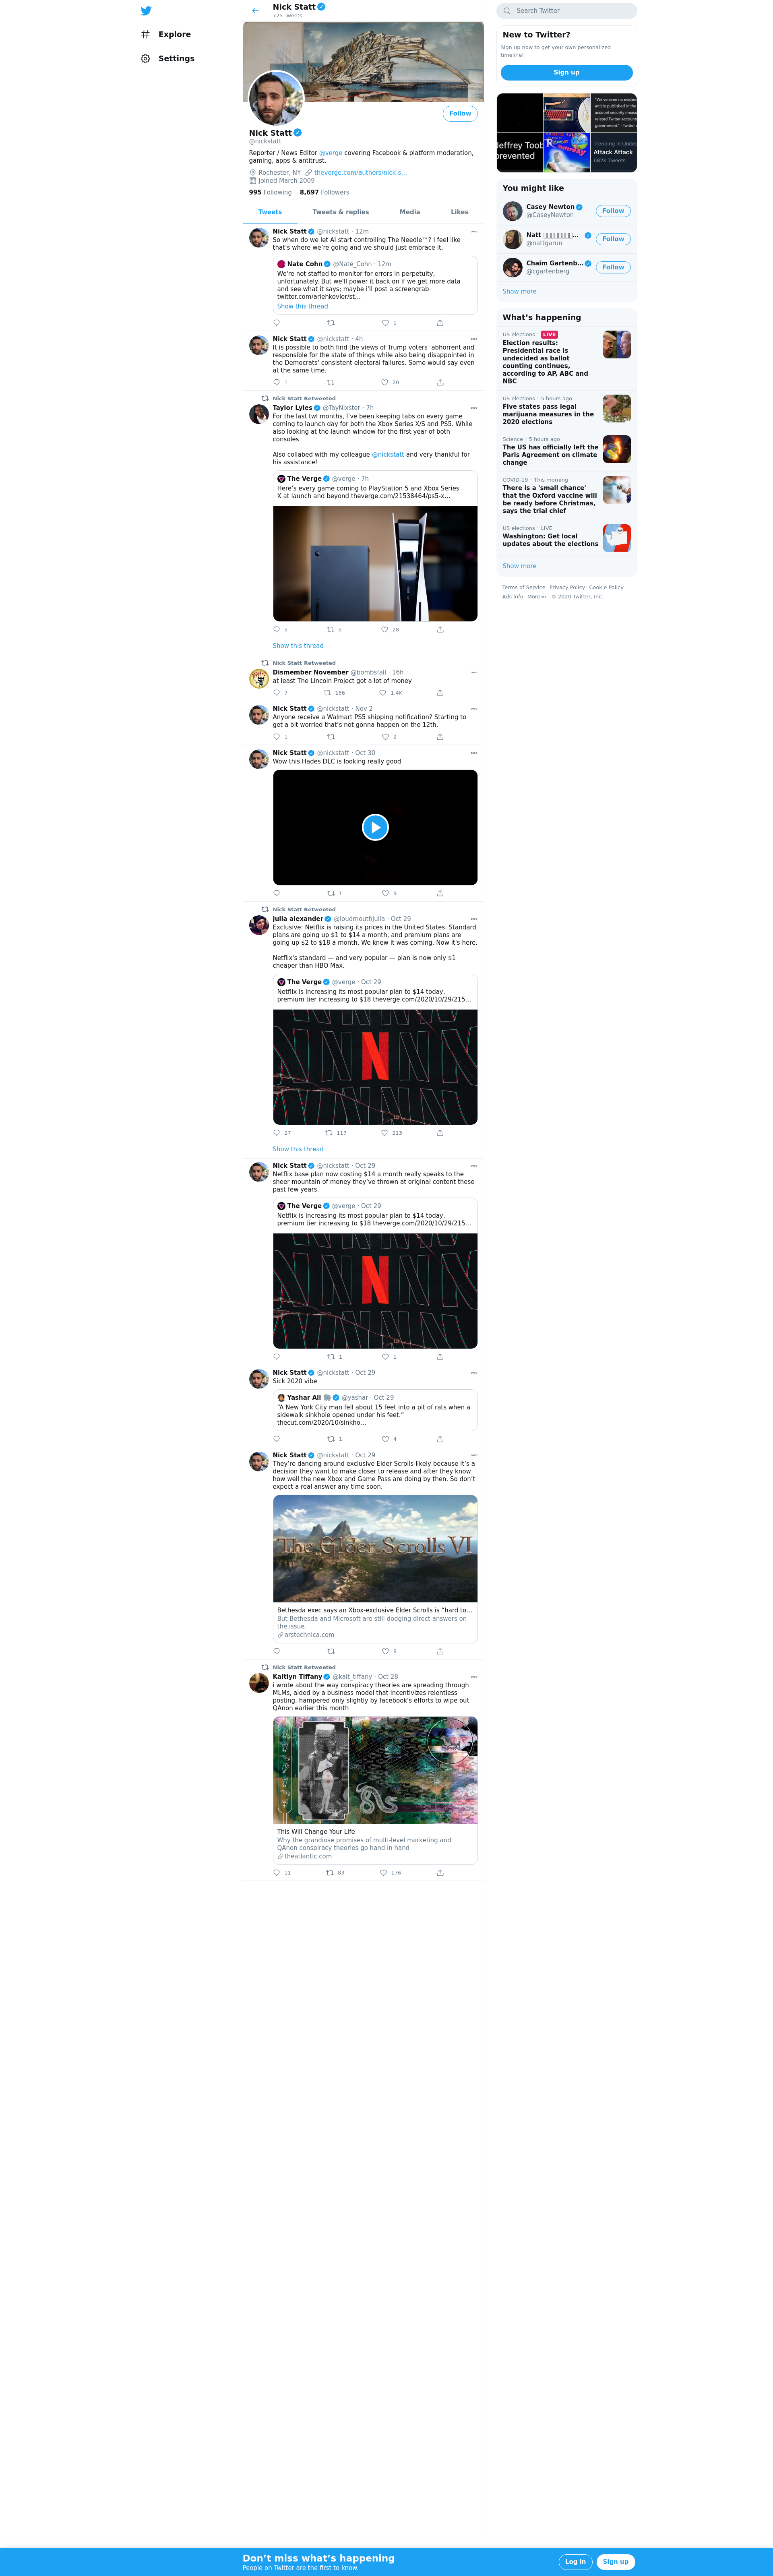 Explore
Settings
Nick Statt
725 Tweets
Follow
Nick Statt
@nickstatt
Reporter / News Editor @verge covering Facebook & platform moderation,
gaming, apps & antitrust.
Rochester, NY theverge.com/authors/nick-s…
Joined March 2009
995 Following 8,697 Followers
Tweets Tweets & replies Media Likes
Nick Statt @nickstatt · 12m
So when do we let AI start controlling The Needle™? I feel like
that’s where we’re going and we should just embrace it.
Nate Cohn @Nate_Cohn · 12m
We're not staffed to monitor for errors in perpetuity,
unfortunately. But we'll power it back on if we get more data
and see what it says; maybe i'll post a screengrab
twitter.com/ariehkovler/st…
Show this thread
1
Nick Statt @nickstatt · 4h
It is possible to both find the views of Trump voters abhorrent and
responsible for the state of things while also being disappointed in
the Democrats' consistent electoral failures. Some would say even
at the same time.
1 20
Nick Statt Retweeted
Taylor Lyles @TayNixster · 7h
For the last twi months, I’ve been keeping tabs on every game
coming to launch day for both the Xbox Series X/S and PS5. While
also looking at the launch window for the first year of both
consoles.
Also collabed with my colleague @nickstatt and very thankful for
his assistance!
The Verge @verge · 7h
Here’s every game coming to PlayStation 5 and Xbox Series
X at launch and beyond theverge.com/21538464/ps5-x…
5 5 28
Show this thread
Nick Statt Retweeted
Dismember November @bombsfall · 16h
at least The Lincoln Project got a lot of money
7 166 1.4K
Nick Statt @nickstatt · Nov 2
Anyone receive a Walmart PS5 shipping notification? Starting to
get a bit worried that’s not gonna happen on the 12th.
1 2
Nick Statt @nickstatt · Oct 30
Wow this Hades DLC is looking really good
1 9
Nick Statt Retweeted
julia alexander @loudmouthjulia · Oct 29
Exclusive: Netflix is raising its prices in the United States. Standard
plans are going up $1 to $14 a month, and premium plans are
going up $2 to $18 a month. We knew it was coming. Now it's here.
Netflix's standard — and very popular — plan is now only $1
cheaper than HBO Max.
The Verge @verge · Oct 29
Netflix is increasing its most popular plan to $14 today,
premium tier increasing to $18 theverge.com/2020/10/29/215…
27 117 213
Show this thread
Nick Statt @nickstatt · Oct 29
Netflix base plan now costing $14 a month really speaks to the
sheer mountain of money they’ve thrown at original content these
past few years.
The Verge @verge · Oct 29
Netflix is increasing its most popular plan to $14 today,
premium tier increasing to $18 theverge.com/2020/10/29/215…
1 1
Nick Statt @nickstatt · Oct 29
Sick 2020 vibe
Yashar Ali @yashar · Oct 29
“A New York City man fell about 15 feet into a pit of rats when a
sidewalk sinkhole opened under his feet.”
thecut.com/2020/10/sinkho…
1 4
Nick Statt @nickstatt · Oct 29
They’re dancing around exclusive Elder Scrolls likely because it’s a
decision they want to make closer to release and after they know
how well the new Xbox and Game Pass are doing by then. So don’t
expect a real answer any time soon.
The Elder Scrolls VI
Bethesda exec says an Xbox-exclusive Elder Scrolls is “hard to…
But Bethesda and Microsoft are still dodging direct answers on
the issue.
arstechnica.com
8
Nick Statt Retweeted
Kaitlyn Tiffany @kait_tiffany · Oct 28
i wrote about the way conspiracy theories are spreading through
MLMs, aided by a business model that incentivizes relentless
posting, hampered only slightly by facebook's efforts to wipe out
QAnon earlier this month
This Will Change Your Life
Why the grandiose promises of multi-level marketing and
QAnon conspiracy theories go hand in hand
theatlantic.com
11 83 176
Search Twitter
New to Twitter?
Sign up now to get your own personalized
timeline!
Sign up
Jeffrey Toob
prevented
Trending in United
Attack Attack
682K Tweets
You might like
Casey Newton
@CaseyNewton
Follow
Natt
@nattgarun
Follow
Chaim Gartenb…
@cgartenberg
Follow
Show more
What’s happening
US elections · LIVE
Election results:
Presidential race is
undecided as ballot
counting continues,
according to AP, ABC and
NBC
US elections · 5 hours ago
Five states pass legal
marijuana measures in the
2020 elections
Science · 5 hours ago
The US has officially left the
Paris Agreement on climate
change
COVID-19 · This morning
There is a 'small chance'
that the Oxford vaccine will
be ready before Christmas,
says the trial chief
US elections · LIVE
Washington: Get local
updates about the elections
Show more
Terms of Service Privacy Policy Cookie Policy
Ads info More © 2020 Twitter, Inc.
Don’t miss what’s happening
People on Twitter are the first to know.
Log in Sign up